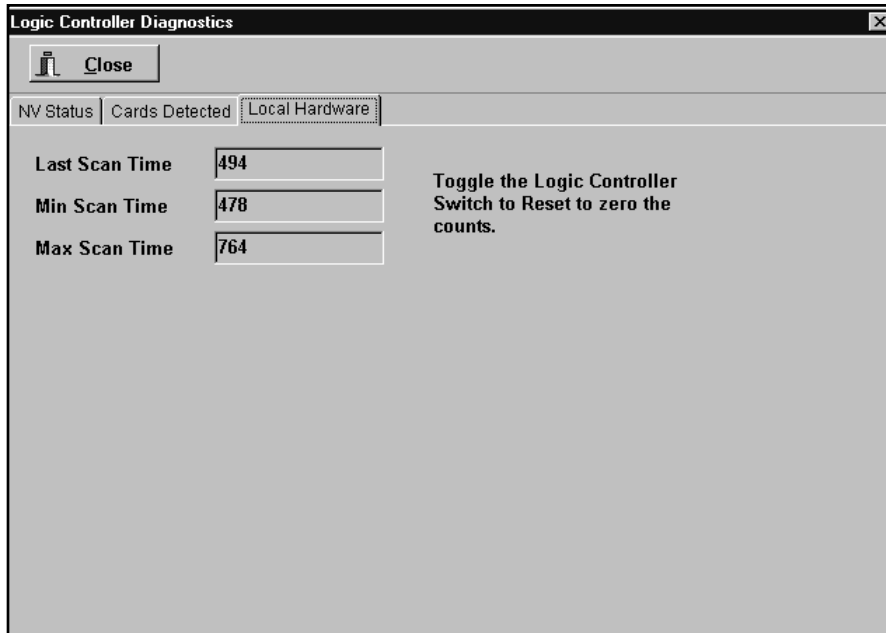 Logic Controller Diagnostics
Close
NV Status Cards Detected Local Hardware
Last Scan Time 494
Min Scan Time 478
Max Scan Time 764
Toggle the Logic Controller
Switch to Reset to zero the
counts.